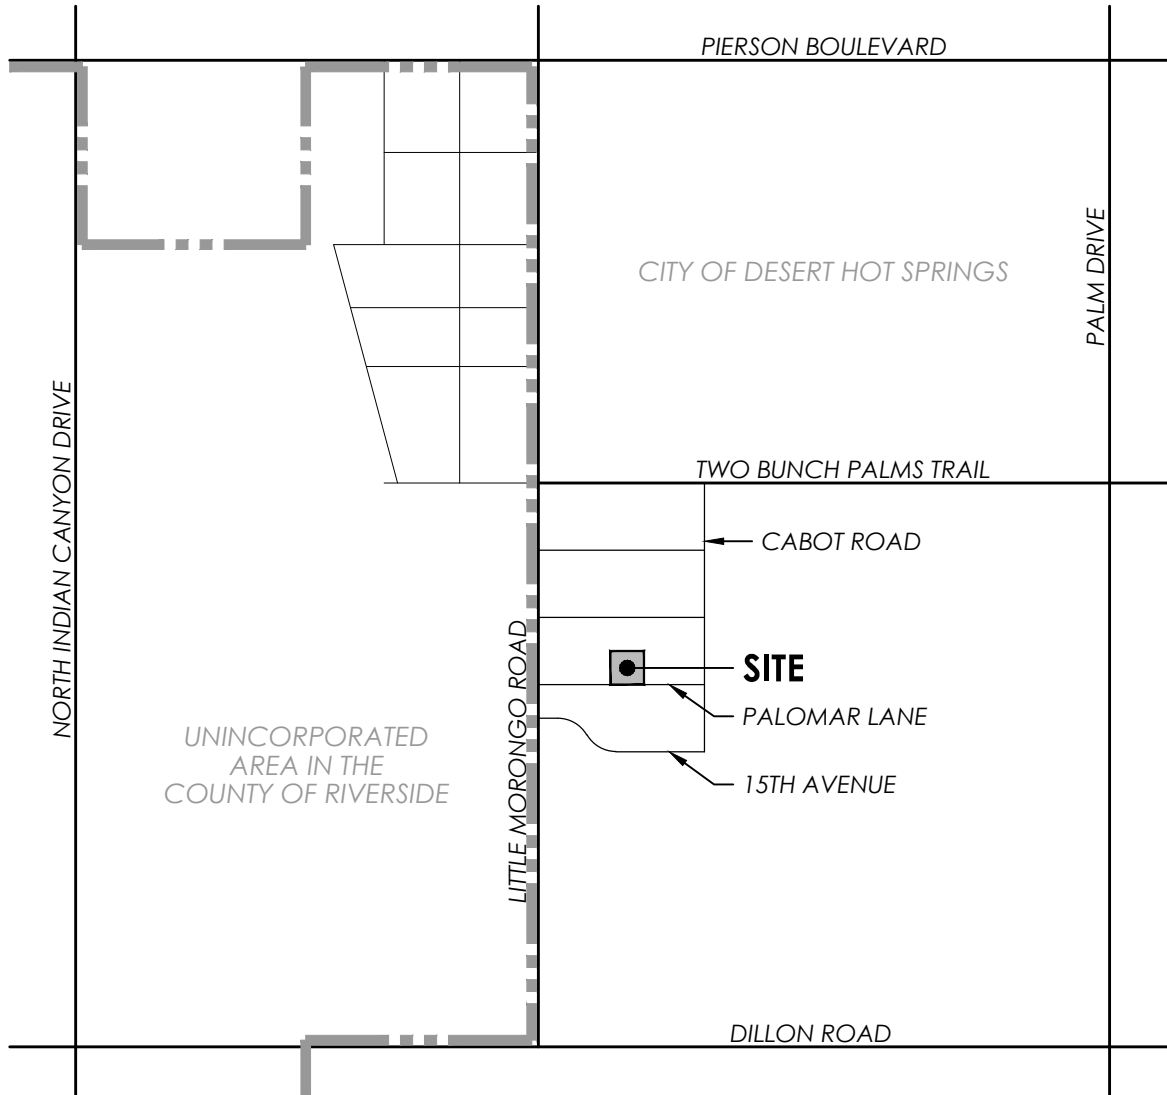 PIERSON BOULEVARD
PALM DRIVE
CITY OF DESERT HOT SPRINGS
NORTH INDIAN CANYON DRIVE
TWO BUNCH PALMS TRAIL
CABOT ROAD
LITTLE MORONGO ROAD
SITE
PALOMAR LANE
UNINCORPORATED
AREA IN THE
COUNTY OF RIVERSIDE
15TH AVENUE
DILLON ROAD